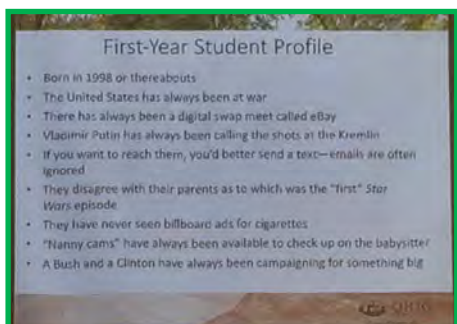 First-Year Student Profile
• Born in 1998 or thereabouts
• The United States has always been at war
• There has always been a digital swap meet called eBay
• Vladimir Putin has always been calling the shots at the Kremlin
• If you want to reach them, you'd better send a text—emails are often
ignored
• They disagree with their parents as to which was the "first" Star
Wars episode
• They have never seen billboard ads for cigarettes
• "Nanny cams" have always been available to check up on the babysitter
• A Bush and a Clinton have always been campaigning for something big
OHIO